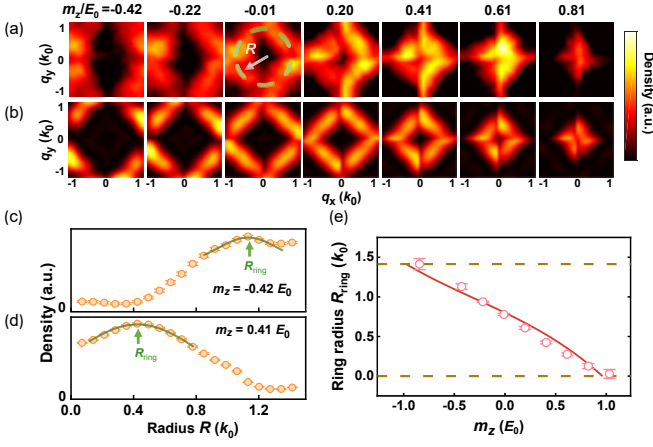 m_z/E_0 = -0.42 -0.22 -0.01 0.20 0.41 0.61 0.81
(a)
q_y (k_0)
1
0
-1
R
(b)
q_y (k_0)
1
0
-1
-1 0 1 -1 0 1 -1 0 1 -1 0 1 -1 0 1 -1 0 1 -1 0 1
q_x (k_0)
Density (a.u.)
(c)
R_ring
m_z = -0.42 E_0
0
(d)
m_z = 0.41 E_0
R_ring
0
Density (a.u.)
0.0 0.4 0.8 1.2
Radius R (k_0)
(e)
Ring radius R_ring (k_0)
1.5
1.0
0.5
0.0
-1.0 -0.5 0.0 0.5 1.0
m_z (E_0)